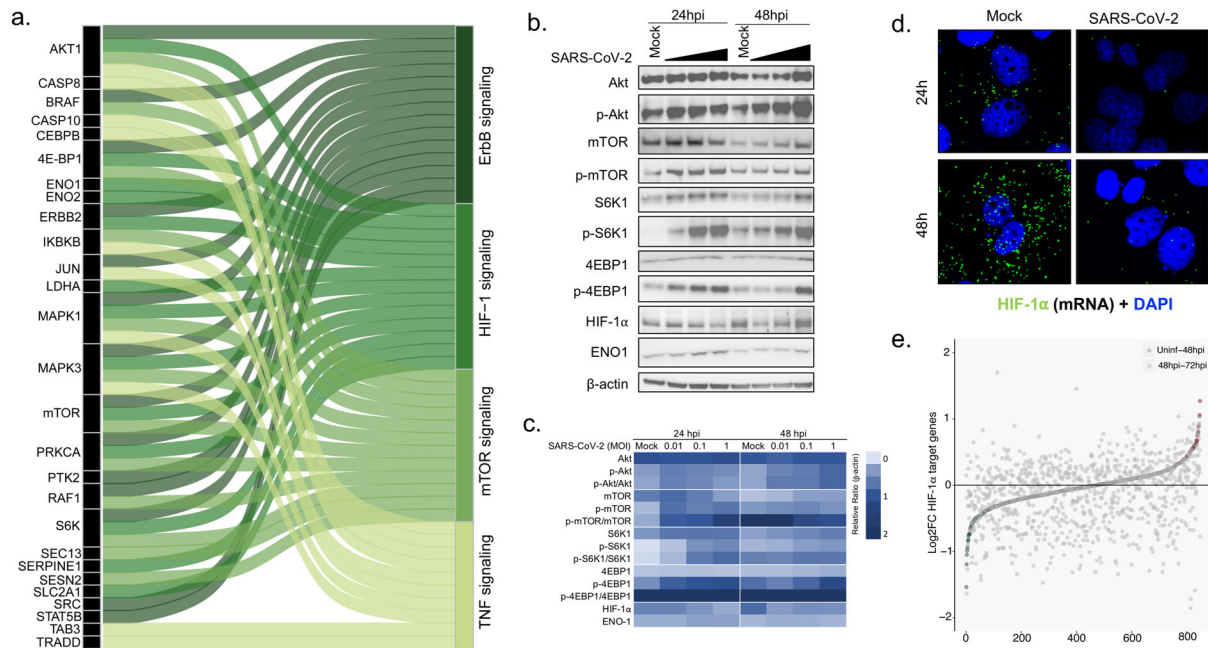 a.
AKT1
CASP8
BRAF
CASP10
CEBPB
4E-BP1
ENO1
ENO2
ERBB2
IKBKB
JUN
LDHA
MAPK1
MAPK3
mTOR
PRKCA
PTK2
RAF1
S6K
SEC13
SERPINE1
SESN2
SLC2A1
SRC
STAT5B
TAB3
TRADD
ErbB signaling
HIF−1 signaling
mTOR signaling
TNF signaling
b.
24hpi 48hpi
Mock Mock
SARS-CoV-2
Akt
p-Akt
mTOR
p-mTOR
S6K1
p-S6K1
4EBP1
p-4EBP1
HIF-1α
ENO1
β-actin
c.
24 hpi 48 hpi
SARS-CoV-2 (MOI) Mock 0.01 0.1 1 Mock 0.01 0.1 1
Akt
p-Akt
p-Akt/Akt
mTOR
p-mTOR
p-mTOR/mTOR
S6K1
p-S6K1
p-S6K1/S6K1
4EBP1
p-4EBP1
p-4EBP1/4EBP1
HIF-1α
ENO-1
0
1
2
Relative Ratio (β-actin)
d.
Mock SARS-CoV-2
24h
48h
HIF-1α (mRNA) + DAPI
e.
Uninf−48hpi
48hpi−72hpi
Log2FC HIF-1α target genes
2
1
0
−1
−2
0 200 400 600 800